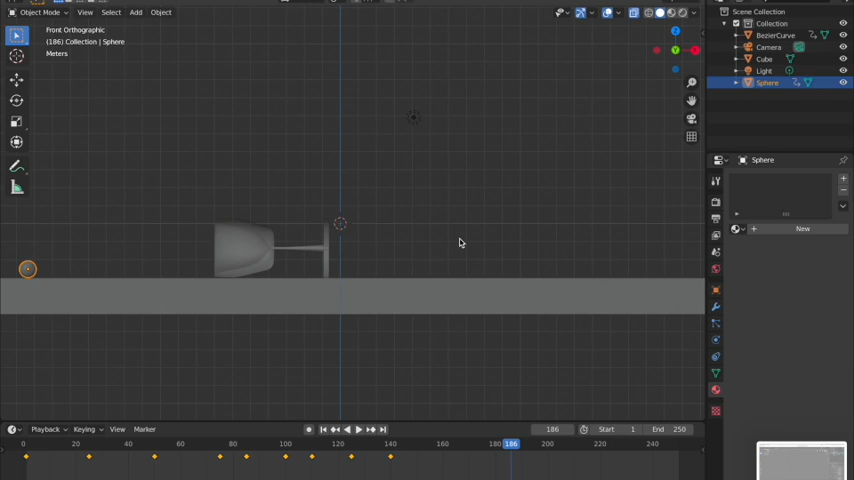 Object Mode View Select Add Object
Front Orthographic
(186) Collection | Sphere
Meters
X
Y
Z
Scene Collection
Collection
BezierCurve
Camera
Cube
Light
Sphere
Sphere
New
Playback Keying View Marker
186 Start 1 End 250
0 20 40 60 80 100 120 140 160 180 186 200 220 240